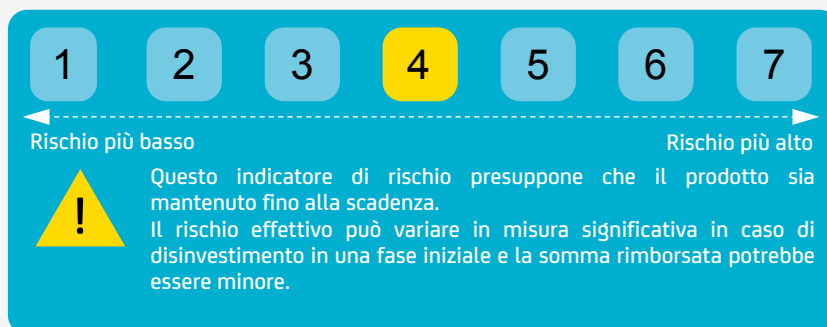 1 2 3 4 5 6 7
Rischio più basso Rischio più alto
!
Questo indicatore di rischio presuppone che il prodotto sia
mantenuto fino alla scadenza.
Il rischio effettivo può variare in misura significativa in caso di
disinvestimento in una fase iniziale e la somma rimborsata potrebbe
essere minore.